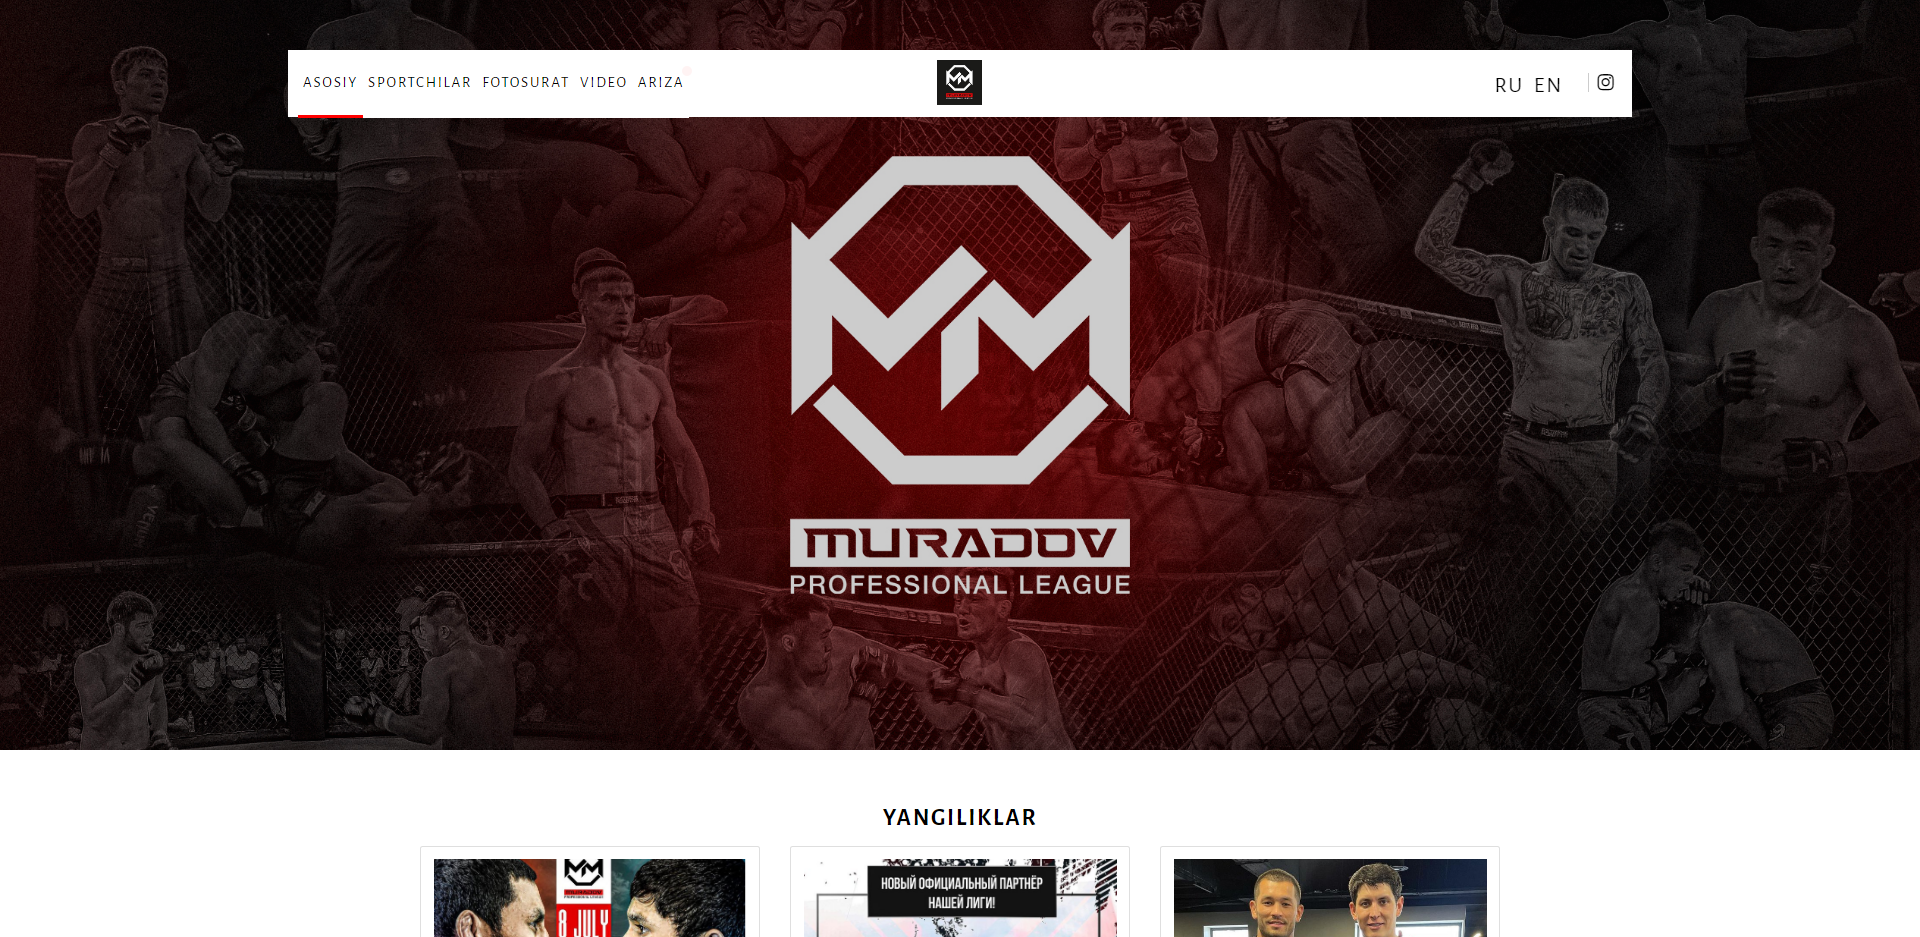 ASOSIY SPORTCHILAR FOTOSURAT VIDEO ARIZA
RU EN
MURADOV
PROFESSIONAL LEAGUE
YANGILIKLAR
8 JULY
НОВЫЙ ОФИЦИАЛЬНЫЙ ПАРТНЁР
НАШЕЙ ЛИГИ!